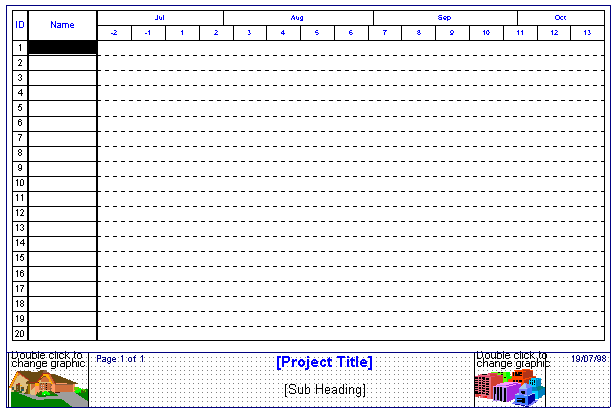 ID Name Jul Aug Sep Oct
-2 -1 1 2 3 4 5 6 7 8 9 10 11 12 13
1
2
3
4
5
6
7
8
9
10
11
12
13
14
15
16
17
18
19
20
Double click to
change graphic
Page 1 of 1
[Project Title]
[Sub Heading]
Double click to
change graphic
19/07/98